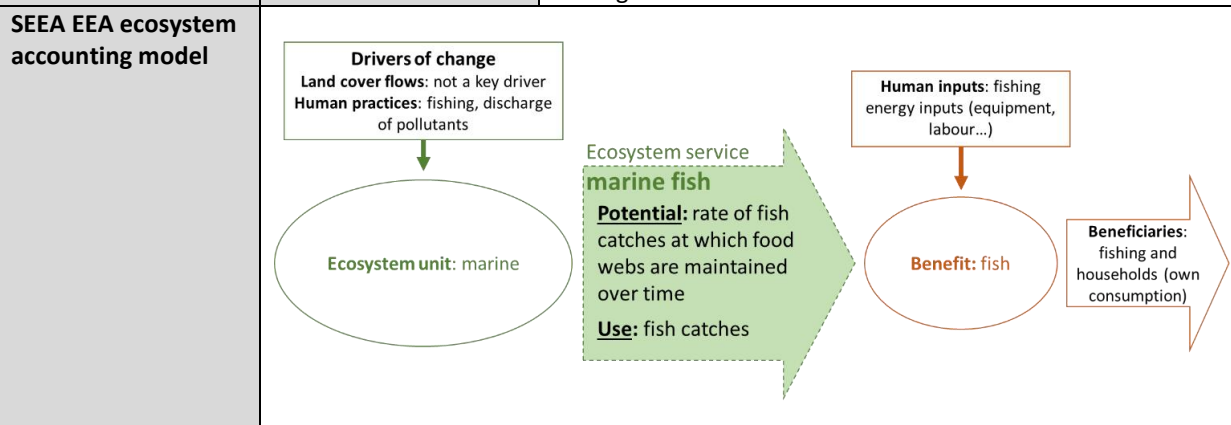 SEEA EEA ecosystem
accounting model
Drivers of change
Land cover flows: not a key driver
Human practices: fishing, discharge
of pollutants
Ecosystem unit: marine
Ecosystem service
marine fish
Potential: rate of fish
catches at which food
webs are maintained
over time
Use: fish catches
Human inputs: fishing
energy inputs (equipment,
labour...)
Benefit: fish
Beneficiaries:
fishing and
households (own
consumption)